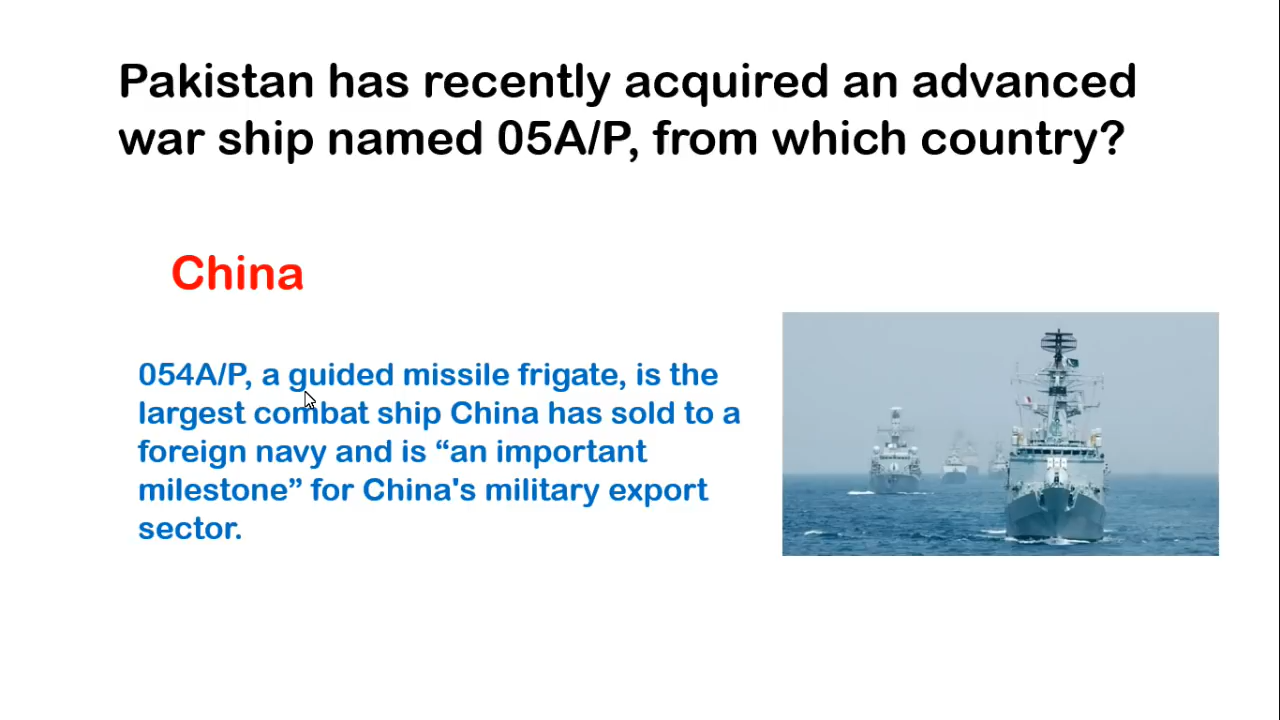 Pakistan has recently acquired an advanced
war ship named 05A/P, from which country?
China
054A/P, a guided missile frigate, is the
largest combat ship China has sold to a
foreign navy and is “an important
milestone” for China's military export
sector.